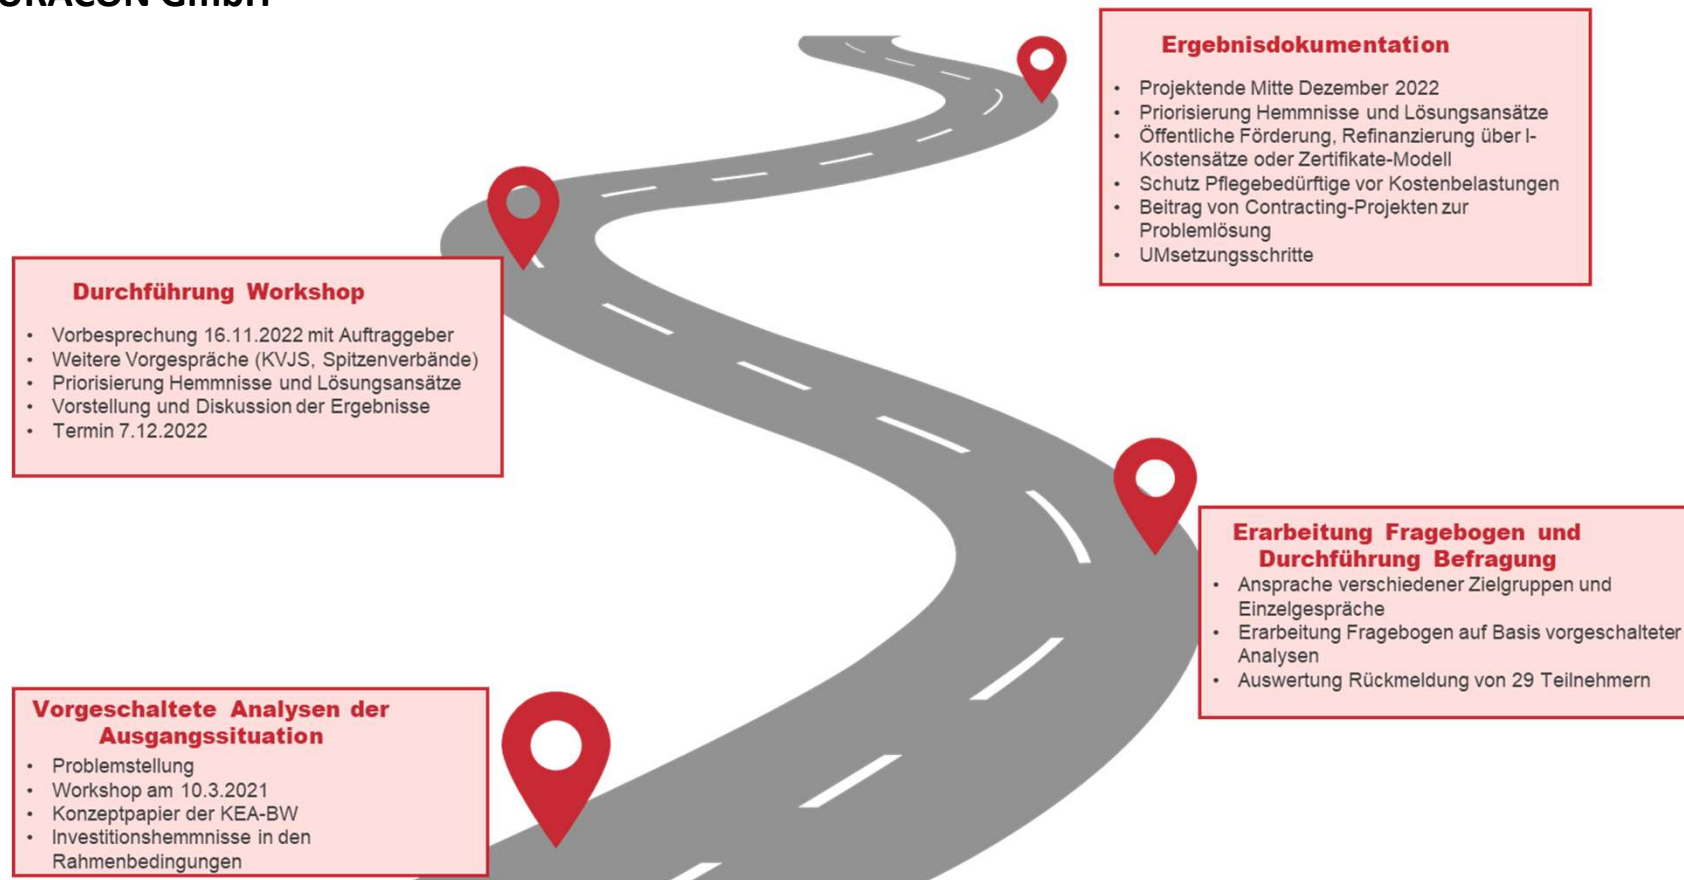 CURACON GmbH
Ergebnisdokumentation
• Projektende Mitte Dezember 2022
• Priorisierung Hemmnisse und Lösungsansätze
• Öffentliche Förderung, Refinanzierung über I-
Kostensätze oder Zertifikate-Modell
• Schutz Pflegebedürftige vor Kostenbelastungen
• Beitrag von Contracting-Projekten zur
Problemlösung
• UMsetzungsschritte
Durchführung Workshop
• Vorbesprechung 16.11.2022 mit Auftraggeber
• Weitere Vorgespräche (KVJS, Spitzenverbände)
• Priorisierung Hemmnisse und Lösungsansätze
• Vorstellung und Diskussion der Ergebnisse
• Termin 7.12.2022
Erarbeitung Fragebogen und
Durchführung Befragung
• Ansprache verschiedener Zielgruppen und
Einzelgespräche
• Erarbeitung Fragebogen auf Basis vorgeschalteter
Analysen
• Auswertung Rückmeldung von 29 Teilnehmern
Vorgeschaltete Analysen der
Ausgangssituation
• Problemstellung
• Workshop am 10.3.2021
• Konzeptpapier der KEA-BW
• Investitionshemmnisse in den
Rahmenbedingungen